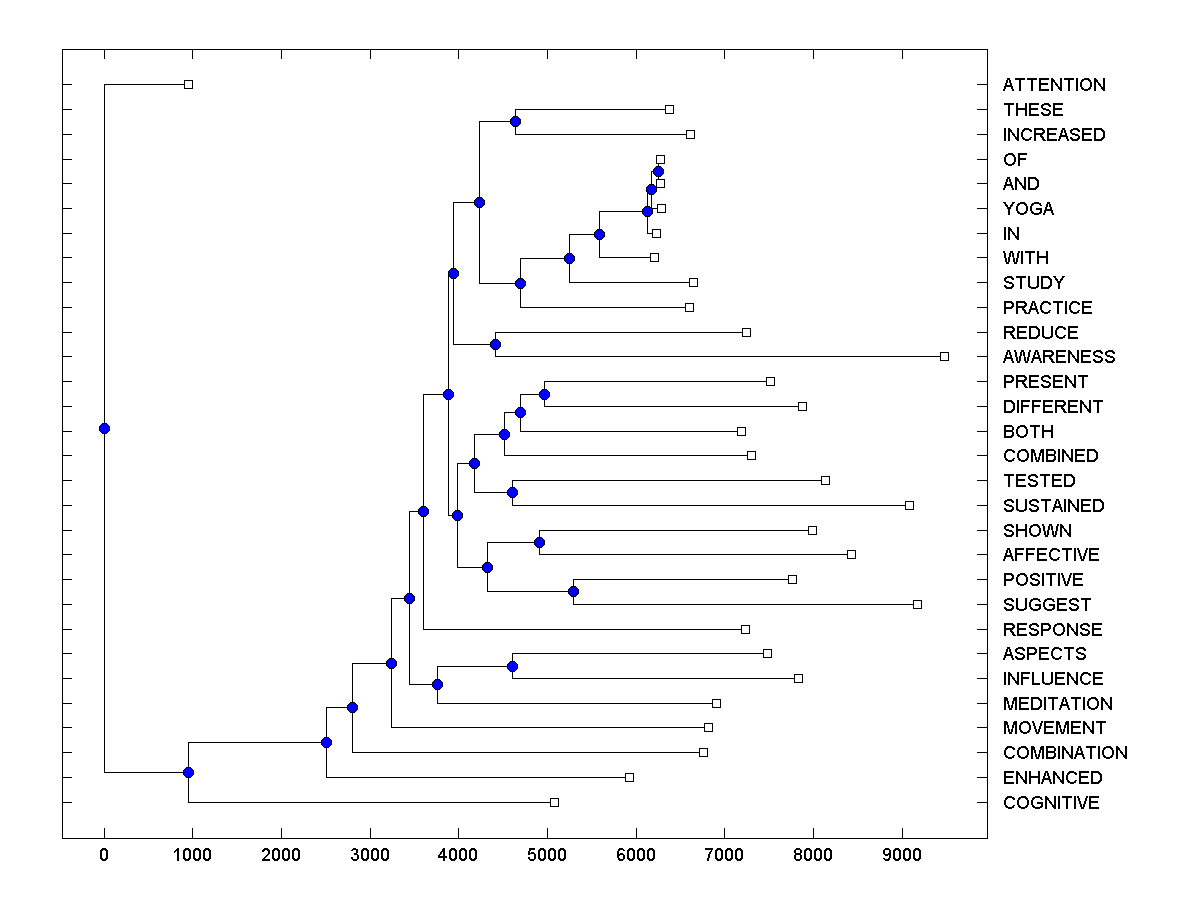 ATTENTION
THESE
INCREASED
OF
AND
YOGA
IN
WITH
STUDY
PRACTICE
REDUCE
AWARENESS
PRESENT
DIFFERENT
BOTH
COMBINED
TESTED
SUSTAINED
SHOWN
AFFECTIVE
POSITIVE
SUGGEST
RESPONSE
ASPECTS
INFLUENCE
MEDITATION
MOVEMENT
COMBINATION
ENHANCED
COGNITIVE
0 1000 2000 3000 4000 5000 6000 7000 8000 9000